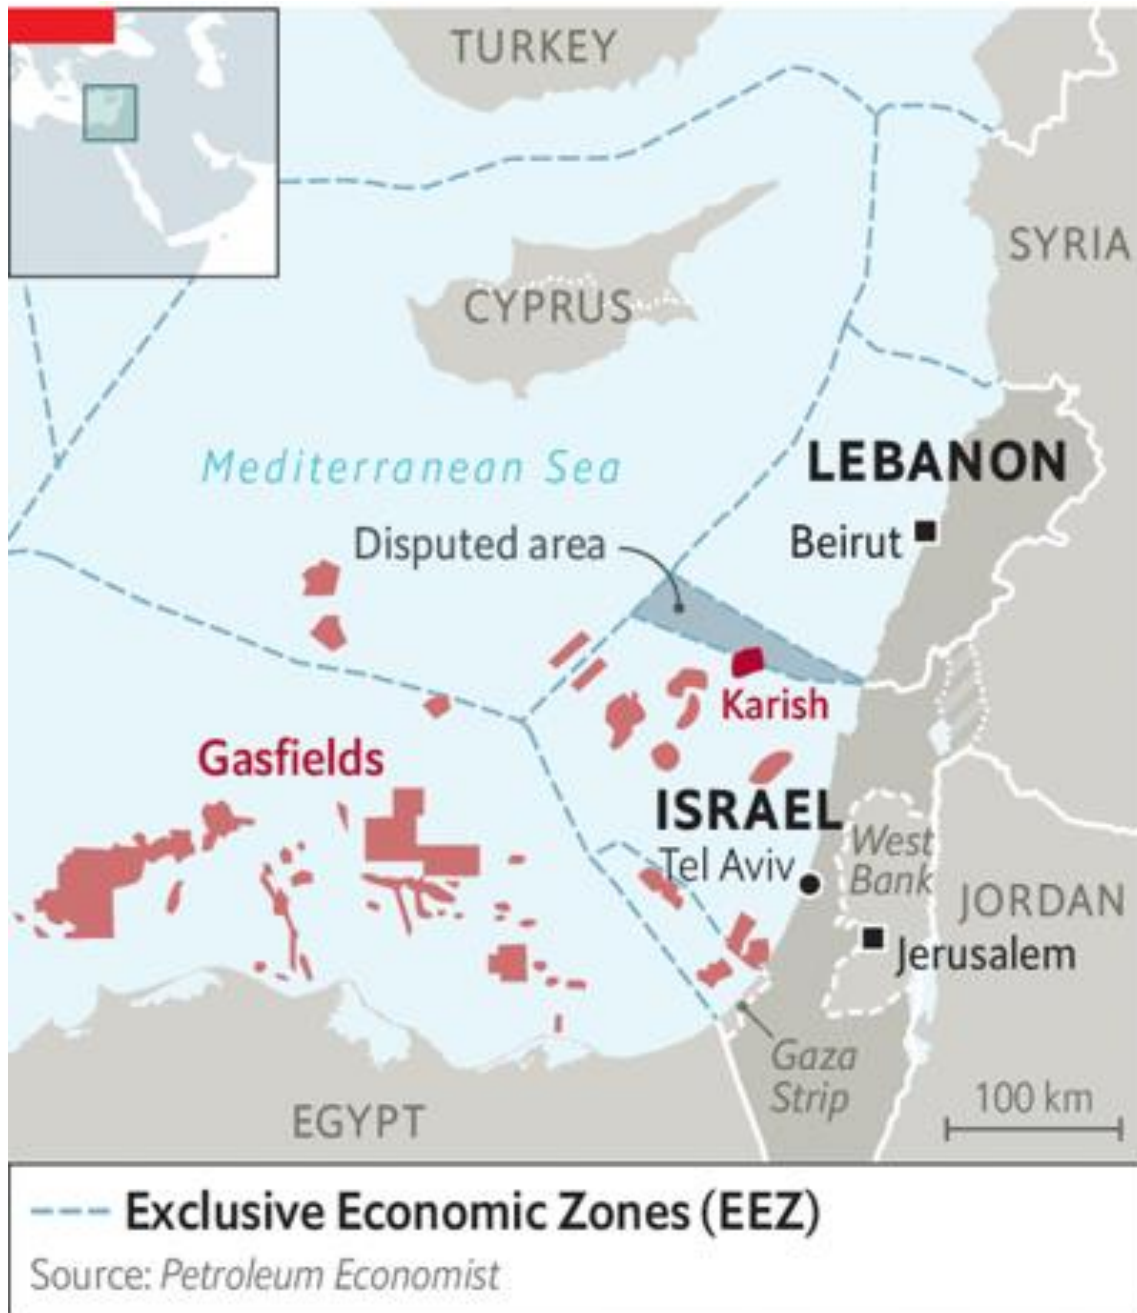 TURKEY
SYRIA
CYPRUS
Mediterranean Sea
LEBANON
Disputed area
Beirut
Karish
Gasfields
ISRAEL
Tel Aviv
West
Bank
JORDAN
Jerusalem
Gaza
Strip
100 km
EGYPT
Exclusive Economic Zones (EEZ)
Source: Petroleum Economist